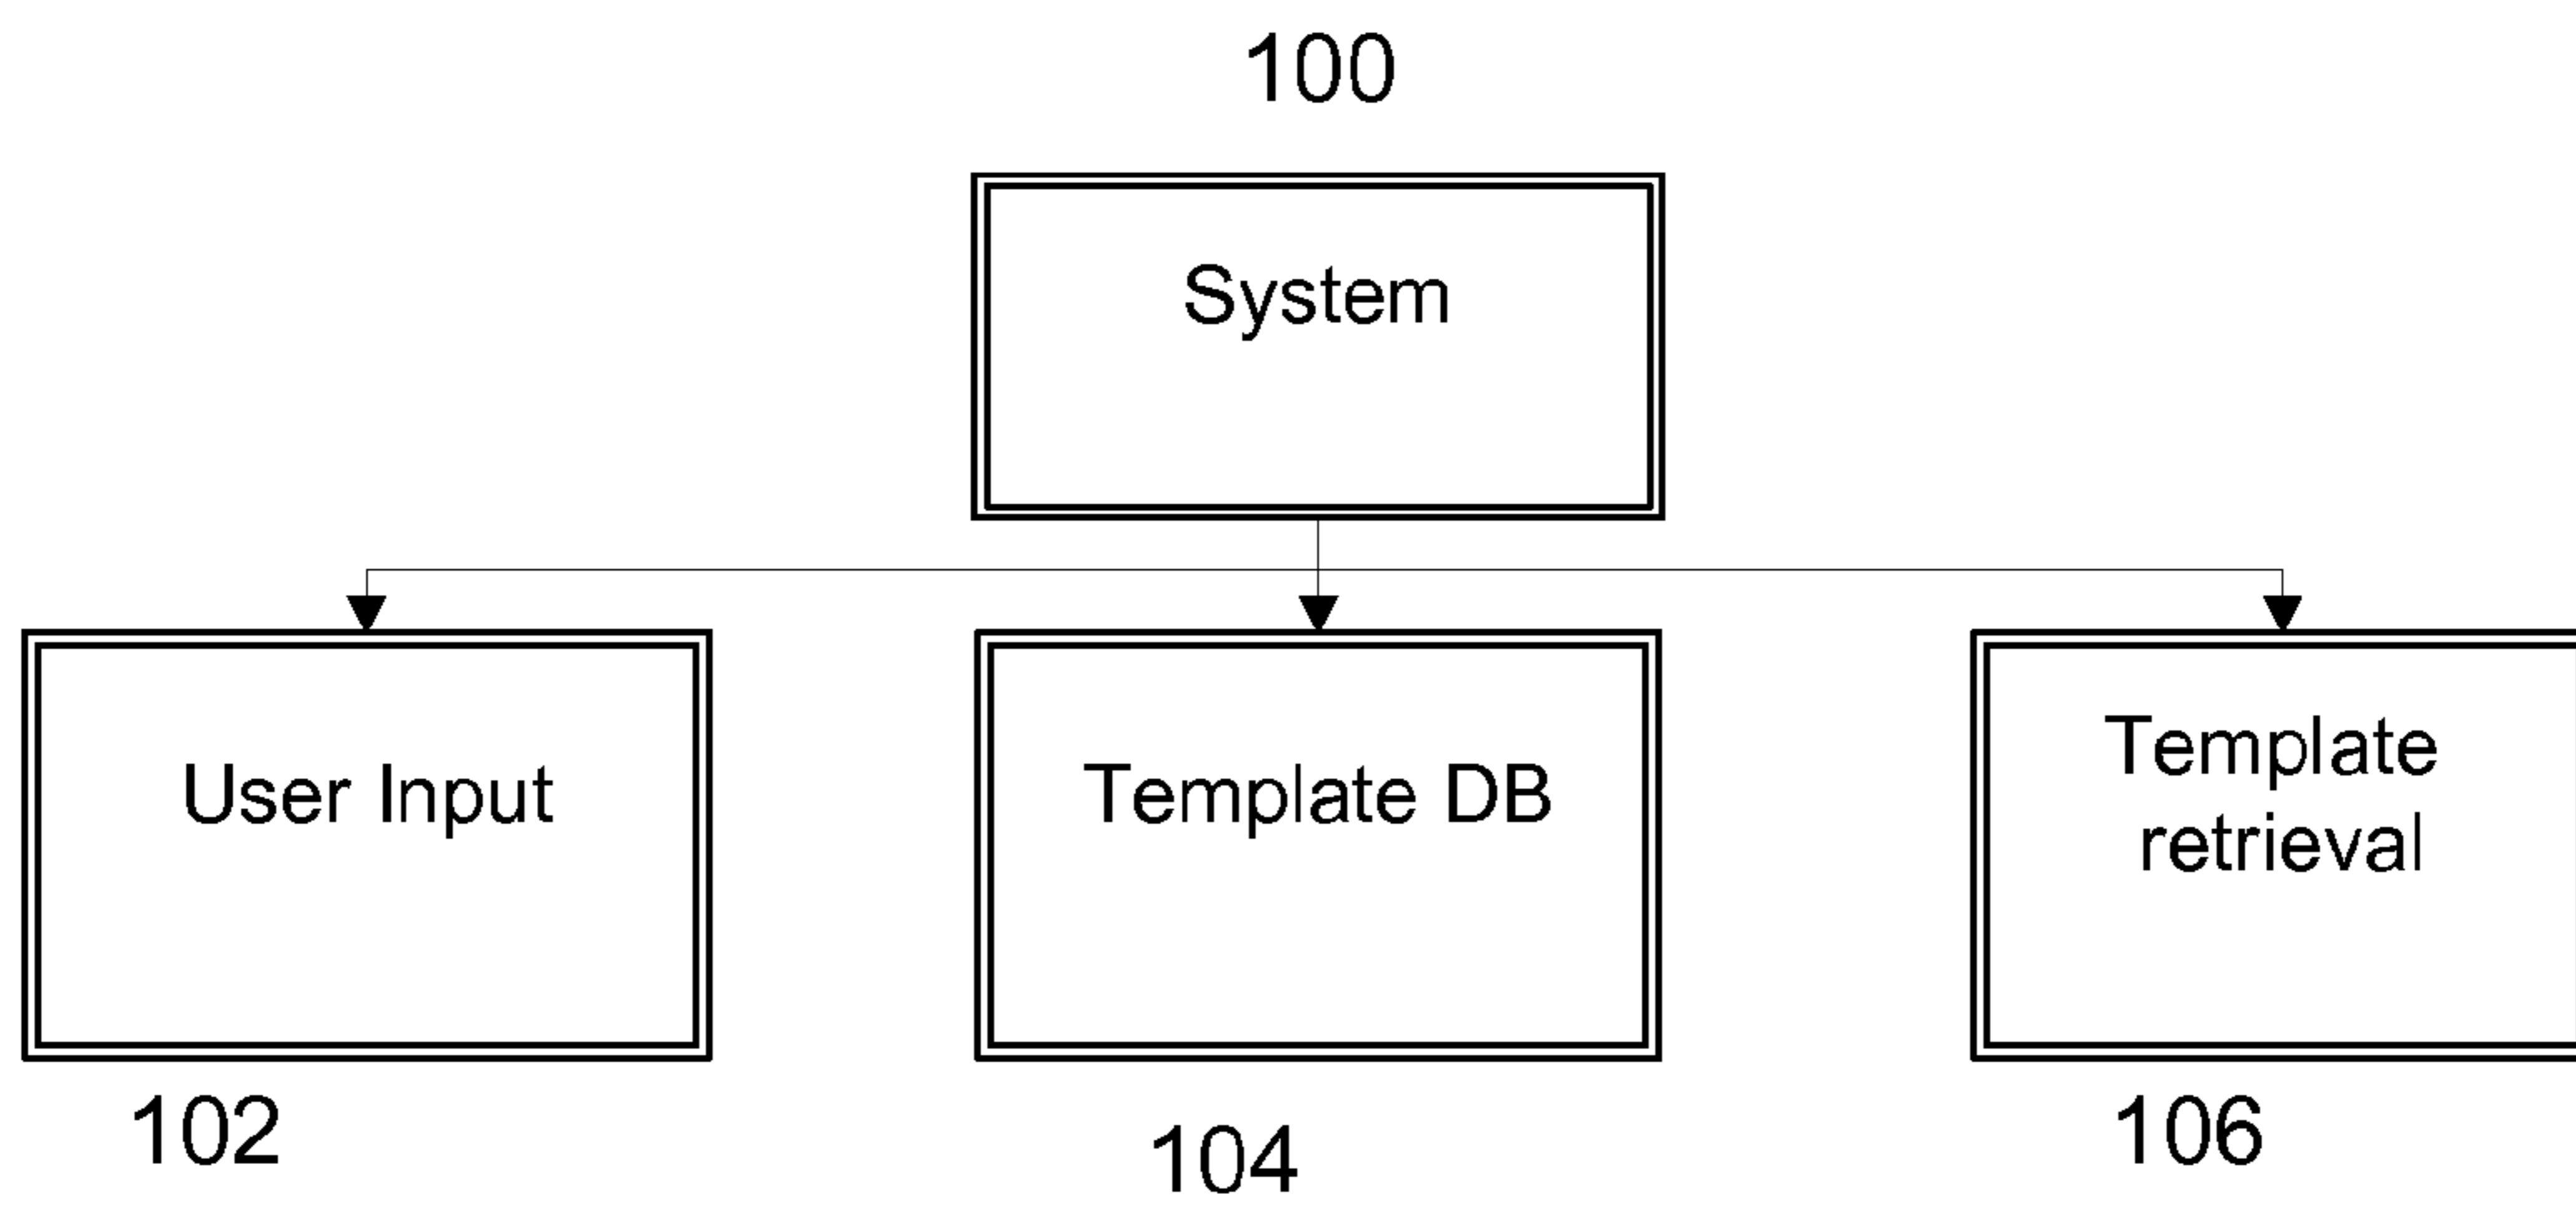 100
System
User Input
Template DB
Template
retrieval
102
104
106